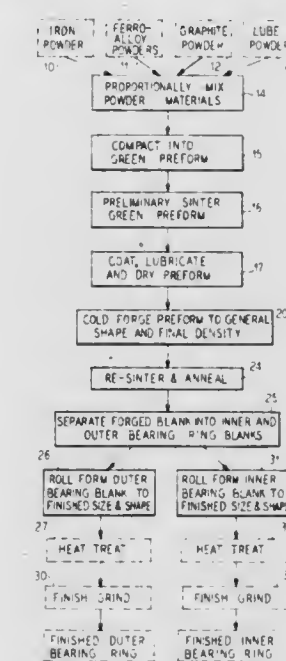 IRON POWDER
FERRO-ALLOY POWDERS
GRAPHITE POWDER
LUBE POWDER
10
11
12
PROPORTIONALLY MIX
POWDER MATERIALS
14
COMPACT INTO
GREEN PREFORM
15
PRELIMINARY SINTER
GREEN PREFORM
16
COAT, LUBRICATE
AND DRY PREFORM
17
COLD FORGE PREFORM TO GENERAL
SHAPE AND FINAL DENSITY
20
RE-SINTER & ANNEAL
24
25
SEPARATE FORGED BLANK INTO INNER AND
OUTER BEARING RING BLANKS
26
ROLL FORM OUTER
BEARING BLANK TO
FINISHED SIZE & SHAPE
ROLL FORM INNER
BEARING BLANK TO
FINISHED SIZE & SHAPE
27
HEAT TREAT
HEAT TREAT
30
FINISH GRIND
FINISH GRIND
FINISHED OUTER
BEARING RING
FINISHED INNER
BEARING RING